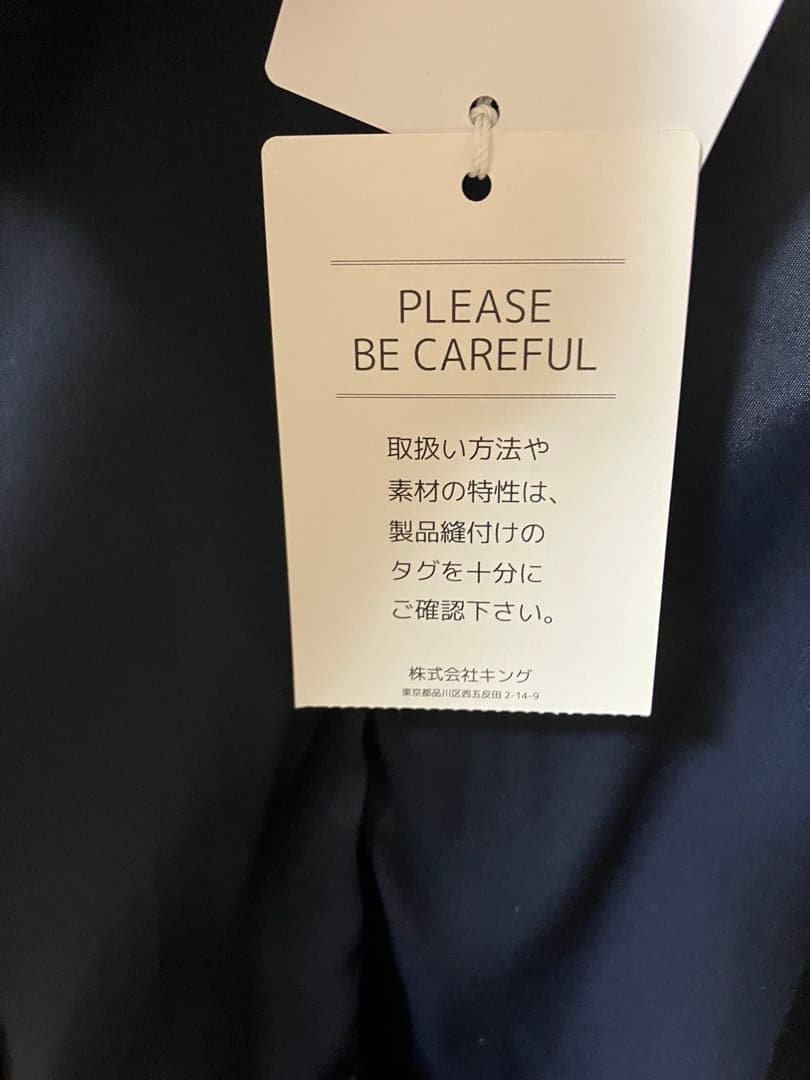 PLEASE
BE CAREFUL
取扱い方法や
素材の特性は、
製品縫付けの
タグを十分に
ご確認下さい。
株式会社キング
東京都品川区西五反田 2-14-9